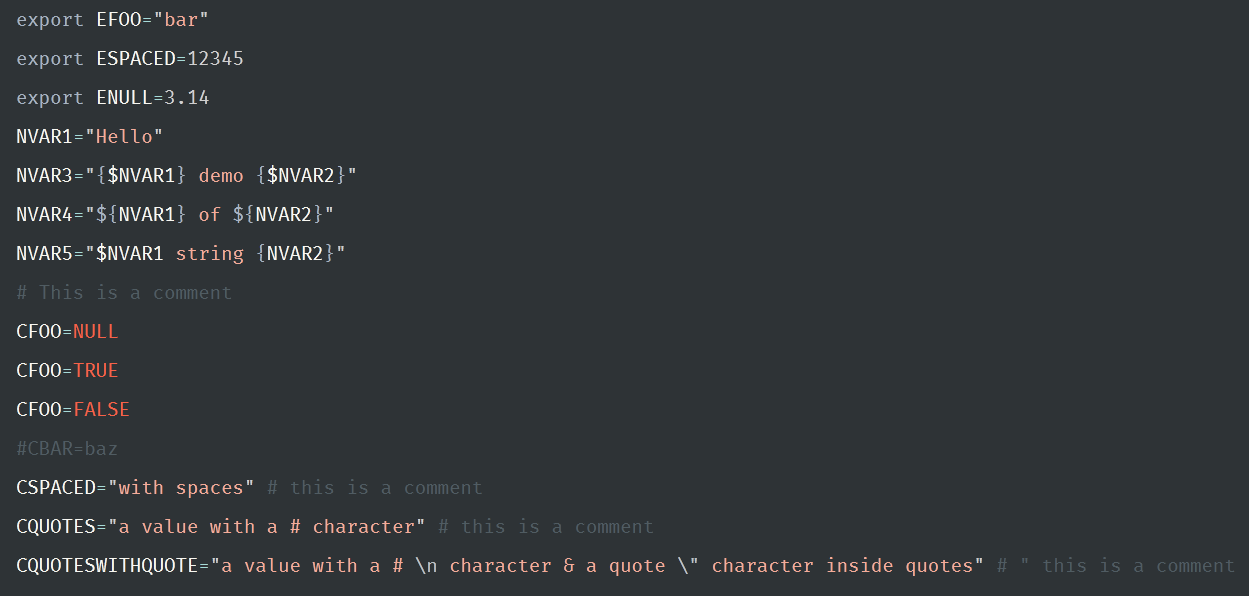 export EFOO="bar"
export ESPACED=12345
export ENULL=3.14
NVAR1="Hello"
NVAR3="{$NVAR1} demo {$NVAR2}"
NVAR4="${NVAR1} of ${NVAR2}"
NVAR5="$NVAR1 string {NVAR2}"
# This is a comment
CFOO=NULL
CFOO=TRUE
CFOO=FALSE
#CBAR=baz
CSPACED="with spaces" # this is a comment
CQUOTES="a value with a # character" # this is a comment
CQUOTESWITHQUOTE="a value with a # \n character & a quote \" character inside quotes" # " this is a comment